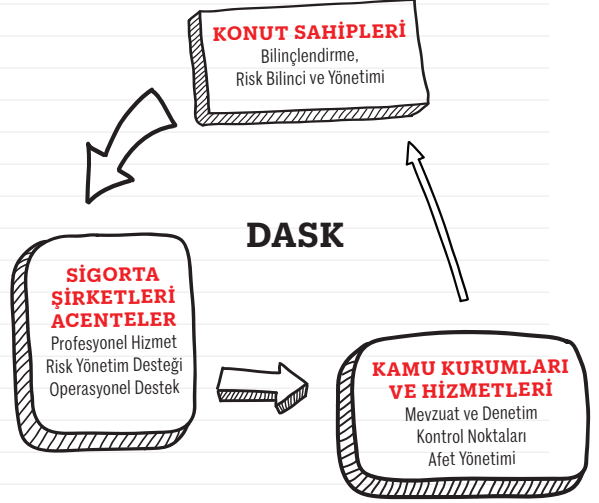 KONUT SAHİPLERİ
Bilinçlendirme,
Risk Bilinci ve Yönetimi
DASK
SİGORTA
ŞİRKETLERİ
ACENTELER
Profesyonel Hizmet
Risk Yönetim Desteği
Operasyonel Destek
KAMU KURUMLARI
VE HİZMETLERİ
Mevzuat ve Denetim
Kontrol Noktaları
Afet Yönetimi